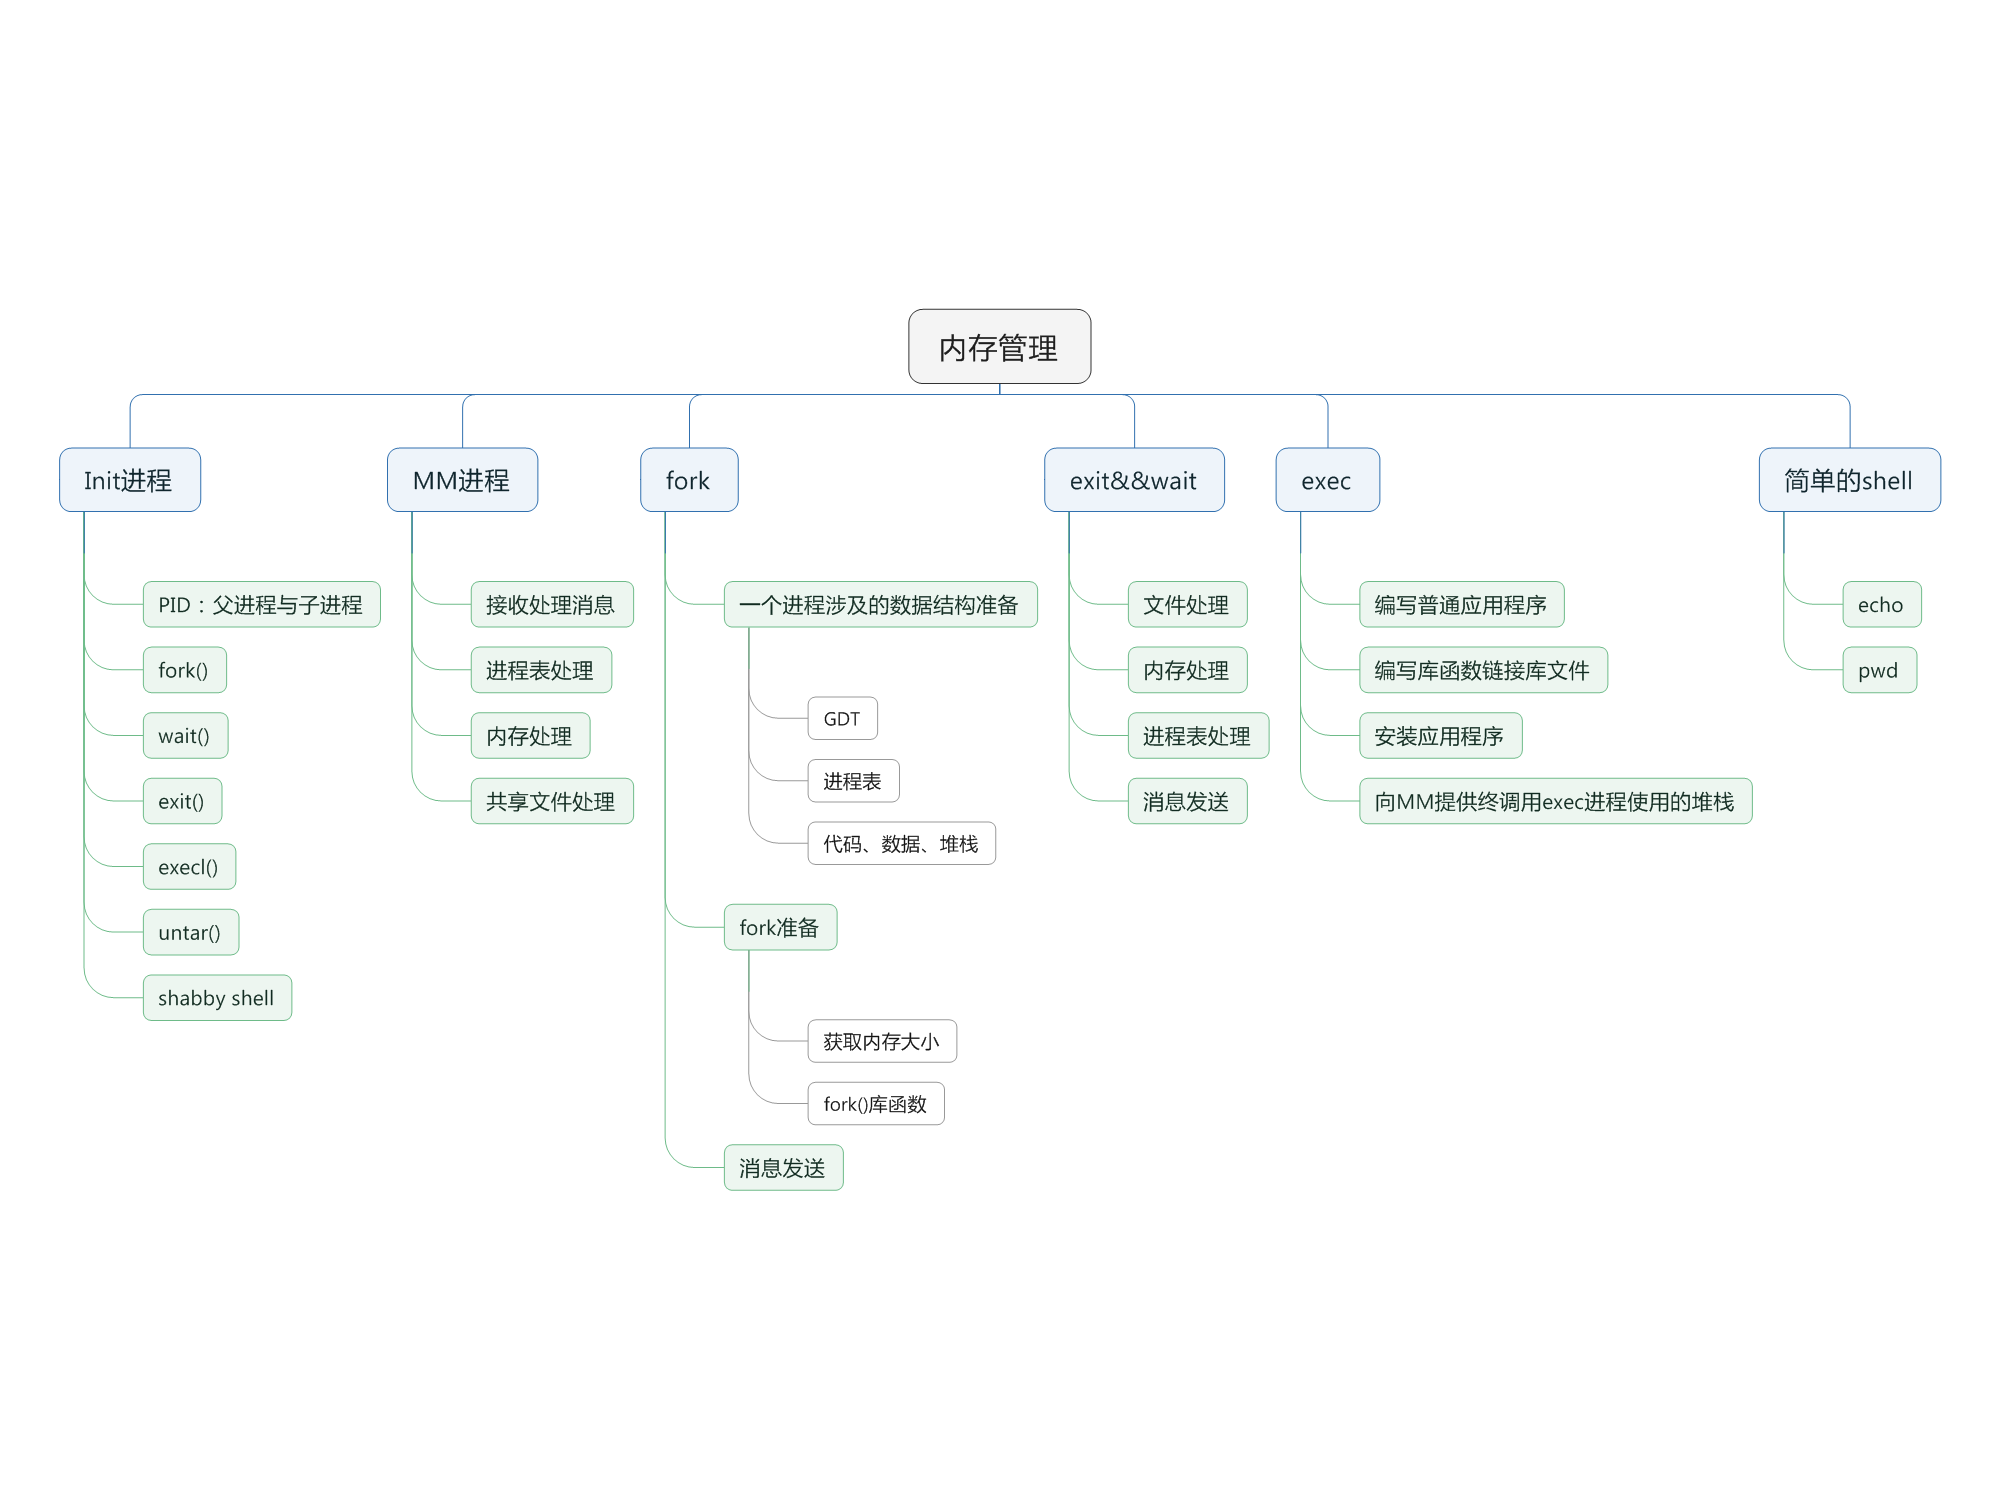 内存管理
Init进程
PID：父进程与子进程
fork()
wait()
exit()
execl()
untar()
shabby shell
MM进程
接收处理消息
进程表处理
内存处理
共享文件处理
fork
一个进程涉及的数据结构准备
GDT
进程表
代码、数据、堆栈
fork准备
获取内存大小
fork()库函数
消息发送
exit&&wait
文件处理
内存处理
进程表处理
消息发送
exec
编写普通应用程序
编写库函数链接库文件
安装应用程序
向MM提供终调用exec进程使用的堆栈
简单的shell
echo
pwd